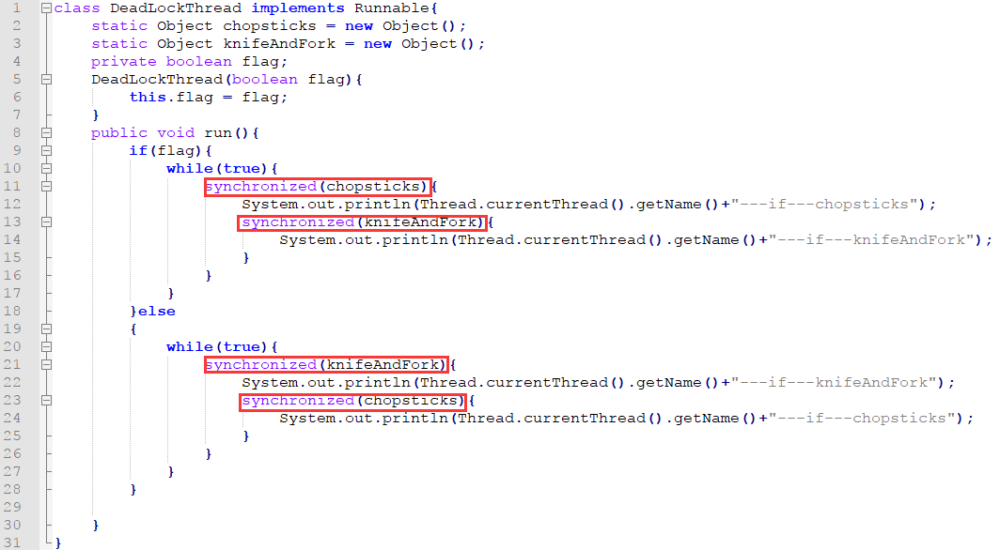 1 class DeadLockThread implements Runnable{
2     static Object chopsticks = new Object();
3     static Object knifeAndFork = new Object();
4     private boolean flag;
5     DeadLockThread(boolean flag){
6         this.flag = flag;
7     }
8     public void run(){
9         if(flag){
10             while(true){
11                 synchronized(chopsticks){
12                     System.out.println(Thread.currentThread().getName()+"---if---chopsticks");
13                     synchronized(knifeAndFork){
14                         System.out.println(Thread.currentThread().getName()+"---if---knifeAndFork");
15                     }
16                 }
17             }
18         }else
19         {
20             while(true){
21                 synchronized(knifeAndFork){
22                     System.out.println(Thread.currentThread().getName()+"---if---knifeAndFork");
23                     synchronized(chopsticks){
24                         System.out.println(Thread.currentThread().getName()+"---if---chopsticks");
25                     }
26                 }
27             }
28         }
29
30     }
31 }